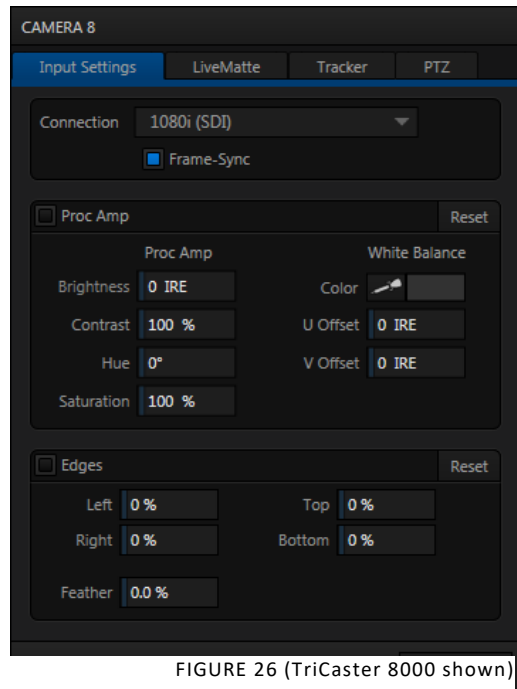 CAMERA 8
Input Settings LiveMatte Tracker PTZ
Connection 1080i (SDI)
Frame-Sync
Proc Amp Reset
Proc Amp White Balance
Brightness 0 IRE Color
Contrast 100 % U Offset 0 IRE
Hue 0° V Offset 0 IRE
Saturation 100 %
Edges Reset
Left 0 % Top 0 %
Right 0 % Bottom 0 %
Feather 0.0 %
FIGURE 26 (TriCaster 8000 shown)